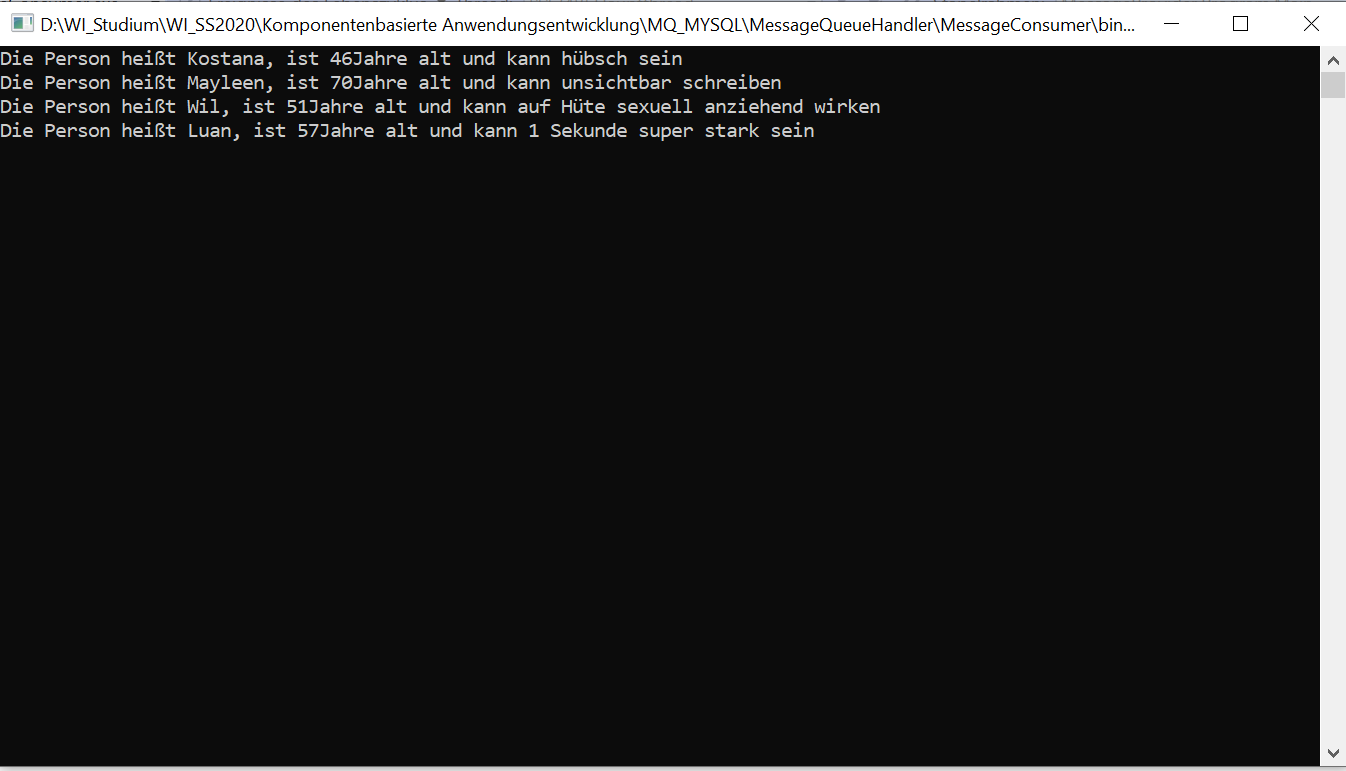 D:\WI_Studium\WI_SS2020\Komponentenbasierte Anwendungsentwicklung\MQ_MYSQL\MessageQueueHandler\MessageConsumer\bin...
Die Person heißt Kostana, ist 46Jahre alt und kann hübsch sein
Die Person heißt Mayleen, ist 70Jahre alt und kann unsichtbar schreiben
Die Person heißt Wil, ist 51Jahre alt und kann auf Hüte sexuell anziehend wirken
Die Person heißt Luan, ist 57Jahre alt und kann 1 Sekunde super stark sein